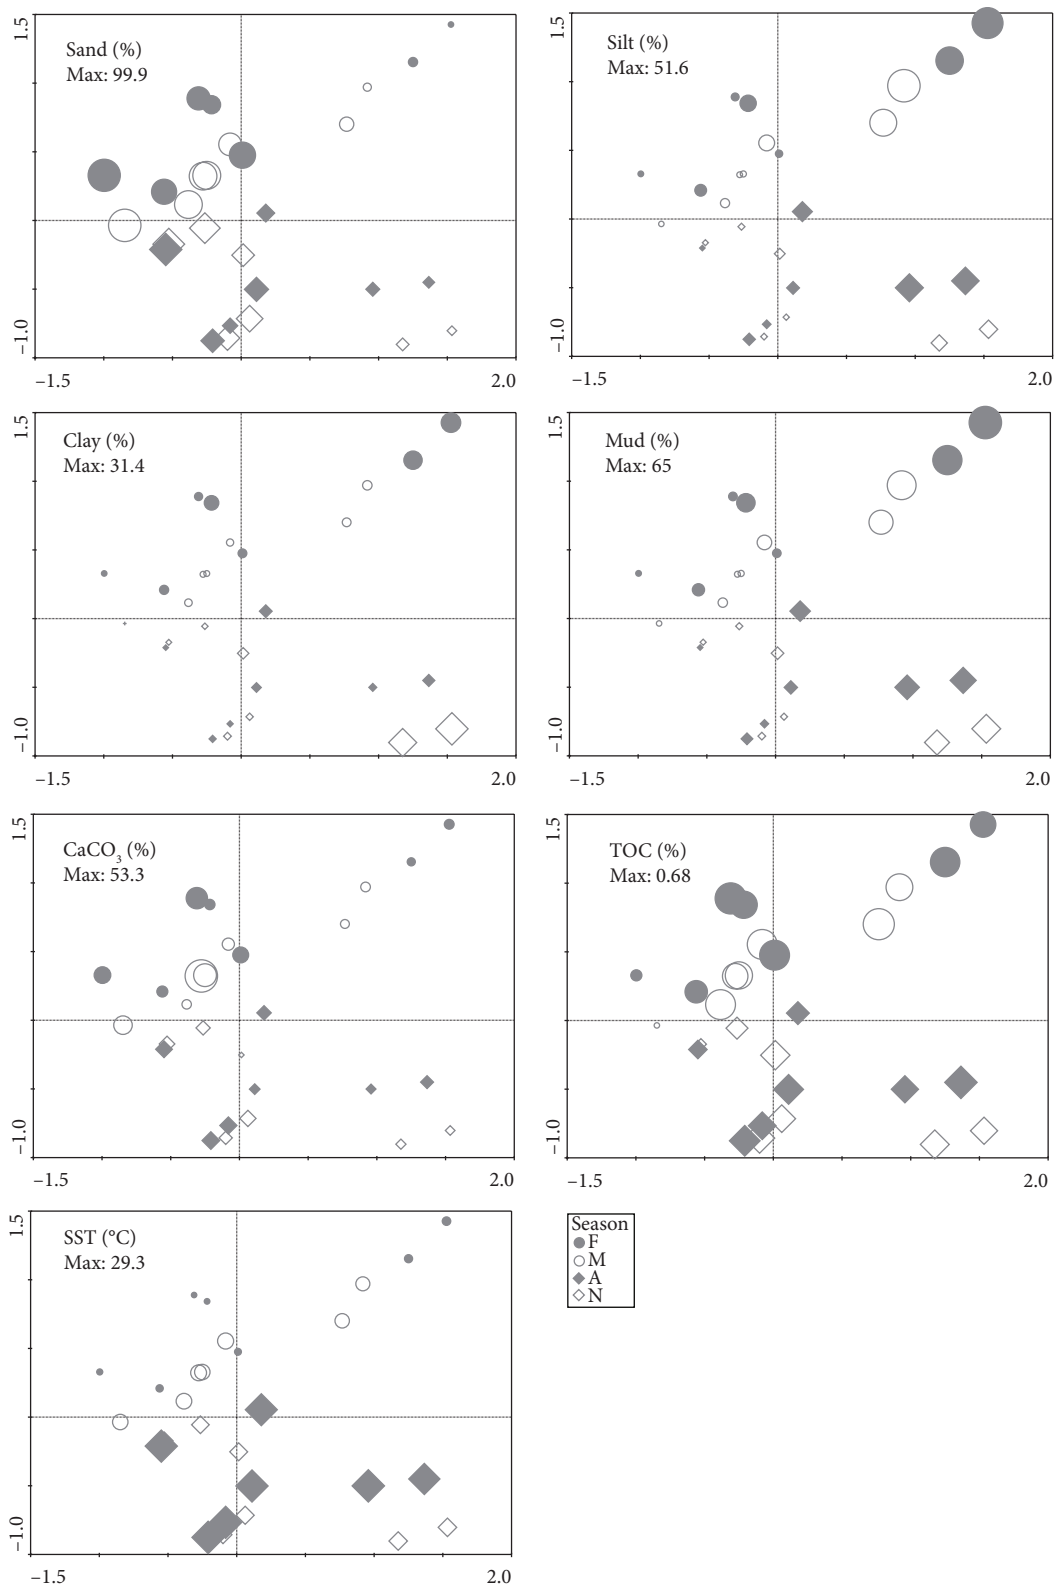 Sand (%)
Max: 99.9
1.5
−1.0
−1.5
2.0
Silt (%)
Max: 51.6
1.5
−1.0
−1.5
2.0
Clay (%)
Max: 31.4
1.5
−1.0
−1.5
2.0
Mud (%)
Max: 65
1.5
−1.0
−1.5
2.0
CaCO₃ (%)
Max: 53.3
1.5
−1.0
−1.5
2.0
TOC (%)
Max: 0.68
1.5
−1.0
−1.5
2.0
SST (°C)
Max: 29.3
1.5
−1.0
−1.5
2.0
Season
F
M
A
N